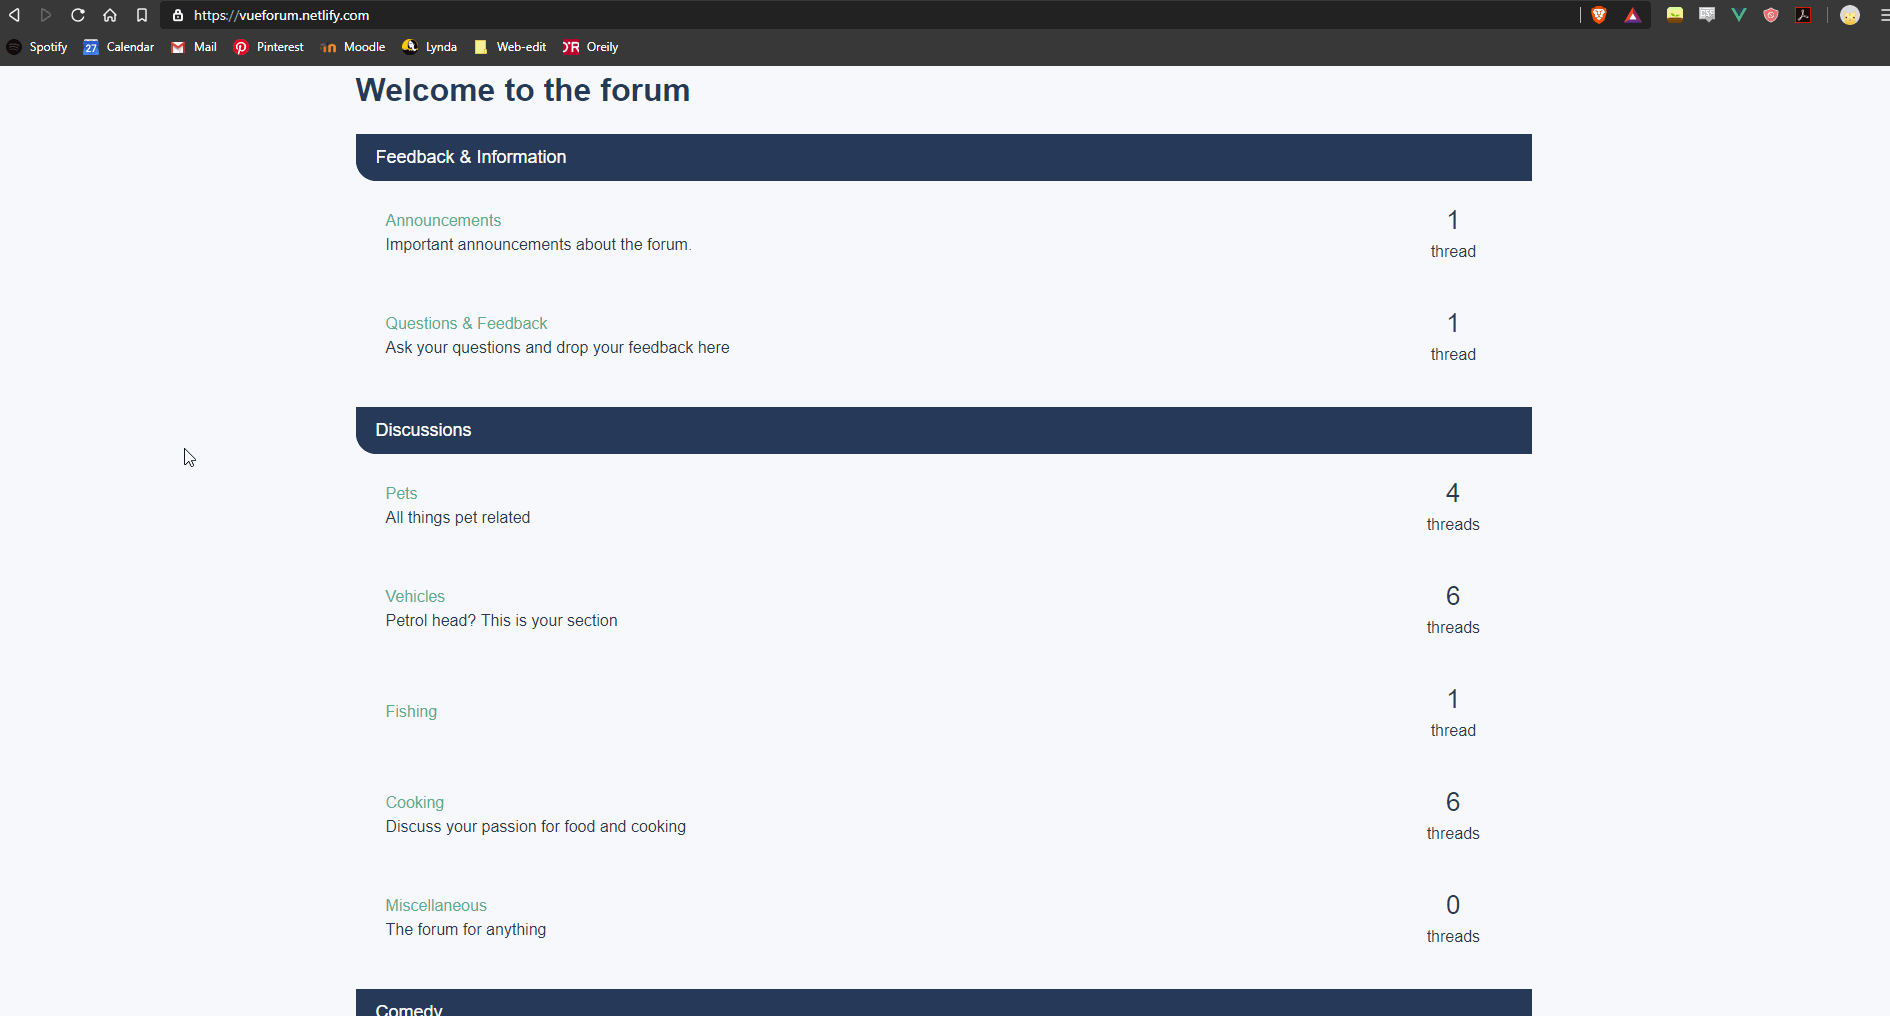 https://vueforum.netlify.com
Spotify 27 Calendar Mail Pinterest Moodle Lynda Web-edit O'R Oreily
Welcome to the forum
Feedback & Information
Announcements
Important announcements about the forum.
1
thread
Questions & Feedback
Ask your questions and drop your feedback here
1
thread
Discussions
Pets
All things pet related
4
threads
Vehicles
Petrol head? This is your section
6
threads
Fishing
1
thread
Cooking
Discuss your passion for food and cooking
6
threads
Miscellaneous
The forum for anything
0
threads
Comedy